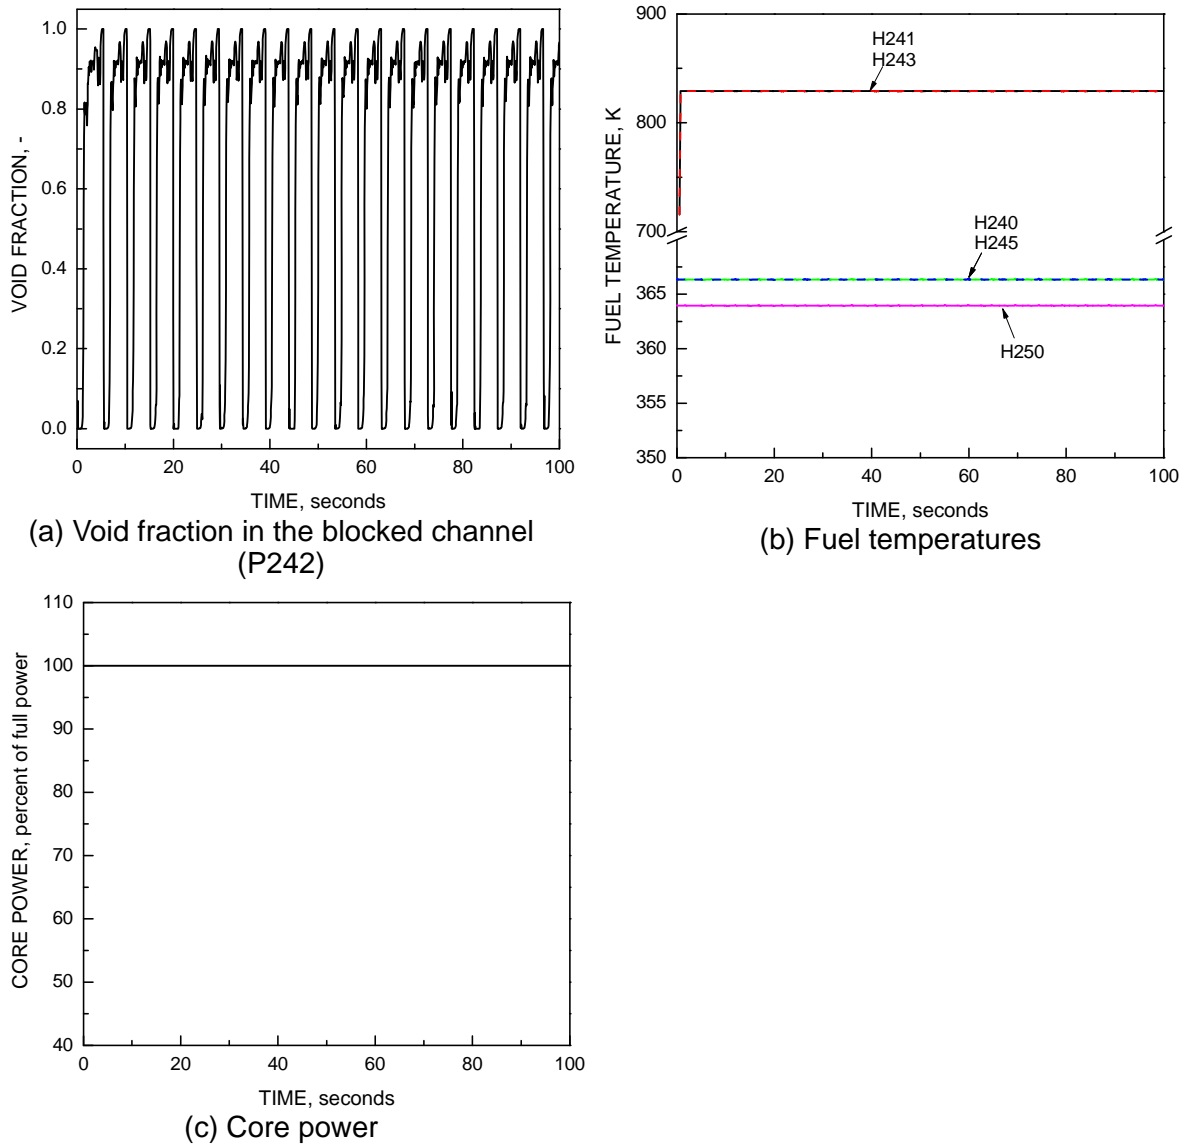 VOID FRACTION, -
1.0
0.8
0.6
0.4
0.2
0.0
0 20 40 60 80 100
TIME, seconds
(a) Void fraction in the blocked channel
(P242)
FUEL TEMPERATURE, K
900
800
700
365
360
355
350
H241
H243
H240
H245
H250
0 20 40 60 80 100
TIME, seconds
(b) Fuel temperatures
CORE POWER, percent of full power
110
100
90
80
70
60
50
40
0 20 40 60 80 100
TIME, seconds
(c) Core power